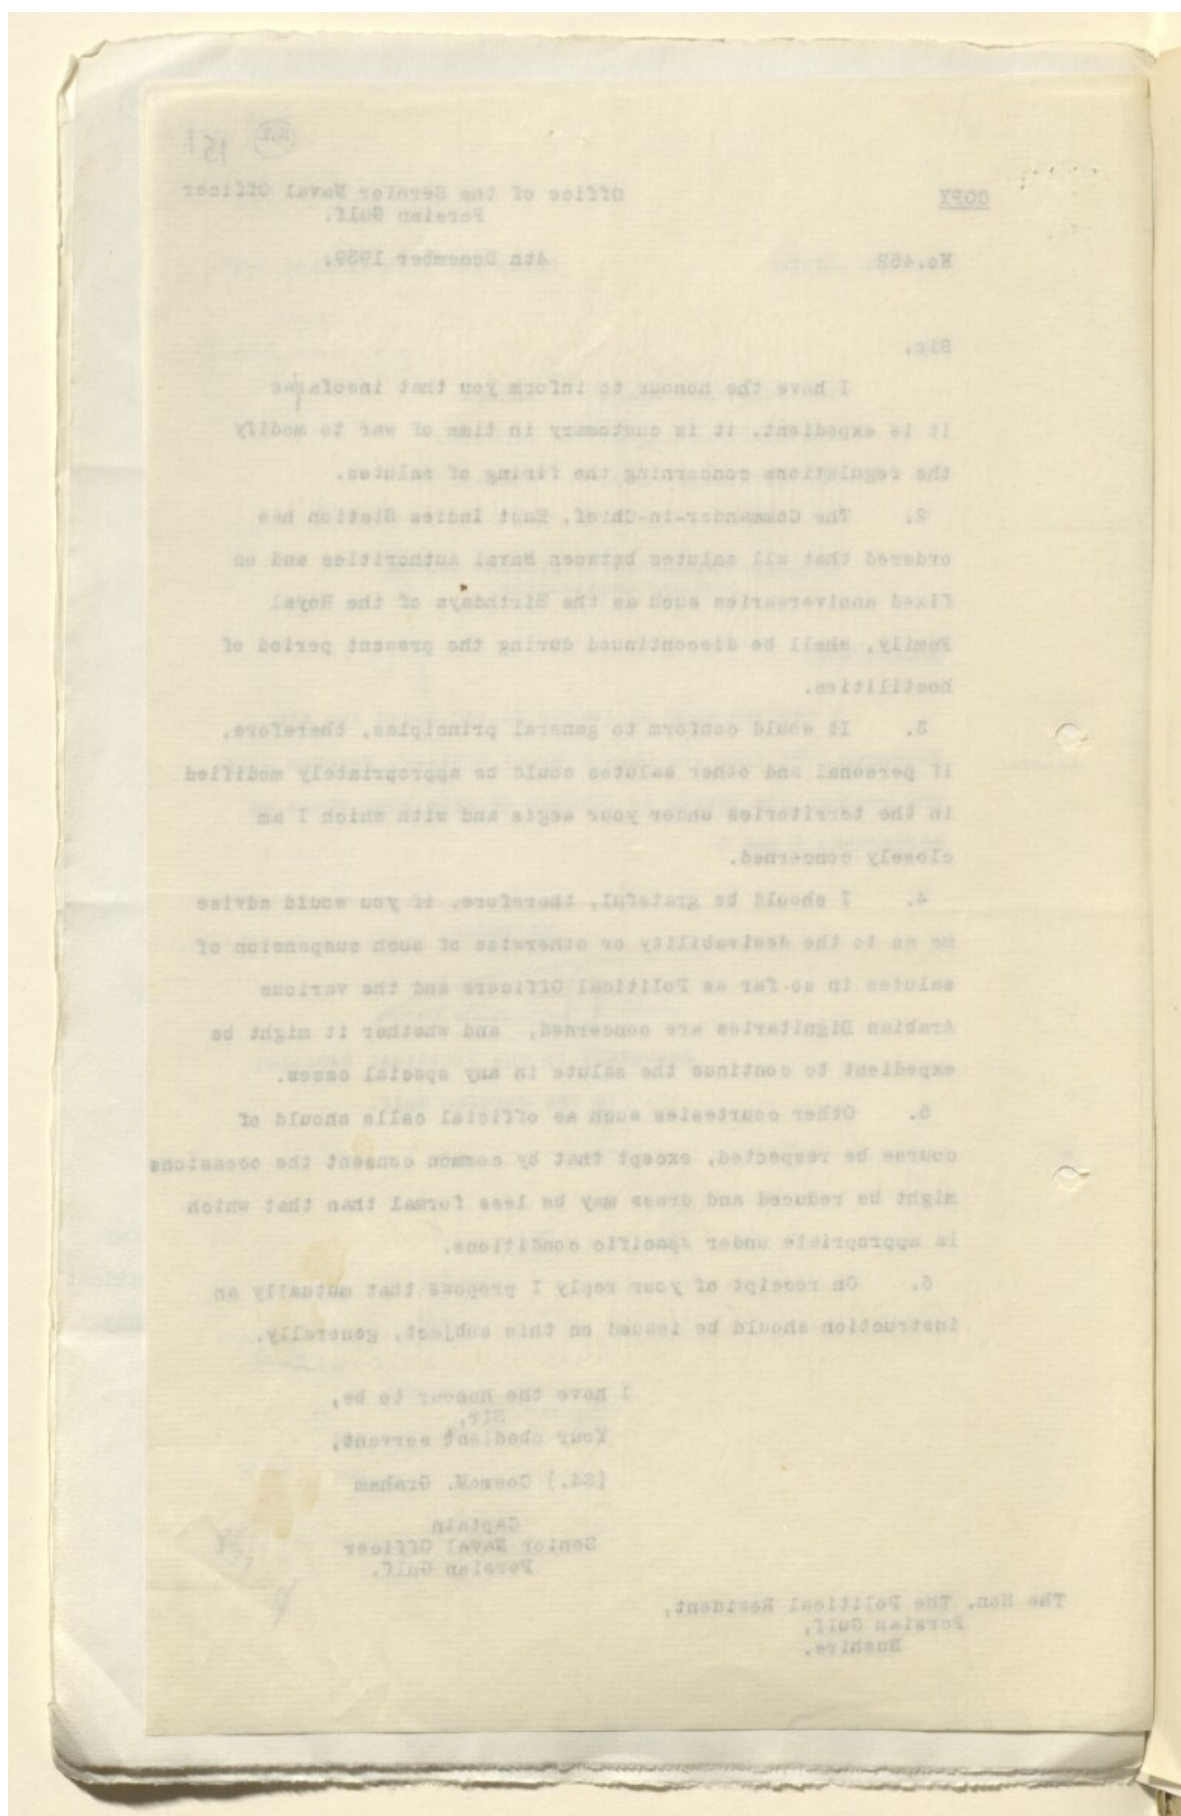 151
COPY
Office of the Sernior Naval Officer
Persian Gulf.
No.452
4th December 1939.
Sir,
I have the honour to inform you that insofaras
it is expedient, it is customary in time of war to modify
the regulations concerning the firing of salutes.
2. The Commander-in-Chief, East Indies Station has
ordered that all salutes between Naval Authorities and on
fixed anniversaries such as the Birthdays of the Royal
Family, shall be discontinued during the present period of
hostilities.
3. It would conform to general principles, therefore,
if personal and other salutes could be appropriately modified
in the territories under your aegis and with which I am
closely concerned.
4. I should be grateful, therefore, if you would advise
me as to the desirability or otherwise of such suspension of
salutes in so-far as Political Officers and the various
Arabian Dignitaries are concerned, and whether it might be
expedient to continue the salute in any special cases.
5. Other courtesies such as official calls should of
course be respected, except that by common consent the occasions
might be reduced and dress may be less formal than that which
is appropriate under specific conditions.
6. On receipt of your reply I propose that mutually an
instruction should be issued on this subject, generally.
I have the honour to be,
Sir,
Your obedient servant,
Graham
Captain
Senior Naval Officer
Persian Gulf.
The Hon. The Political Resident,
Persian Gulf,
Bushire.